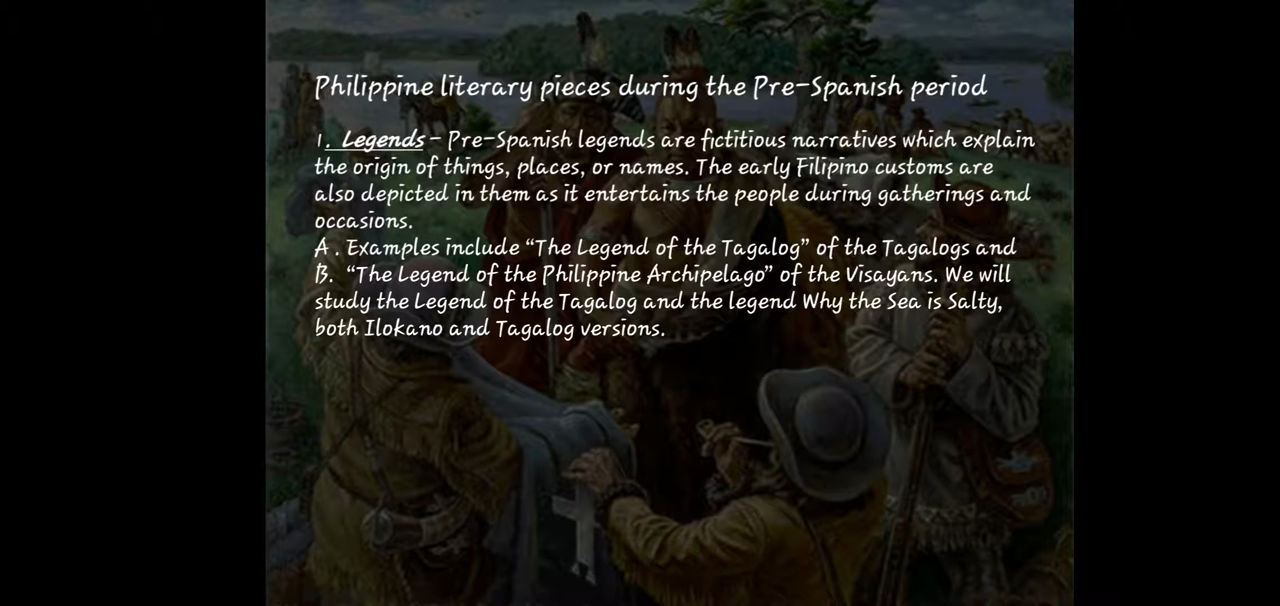 Philippine literary pieces during the Pre-Spanish period
1. Legends - Pre-Spanish legends are fictitious narratives which explain
the origin of things, places, or names. The early Filipino customs are
also depicted in them as it entertains the people during gatherings and
occasions.
A . Examples include “The Legend of the Tagalog” of the Tagalogs and
B. “The Legend of the Philippine Archipelago” of the Visayans. We will
study the Legend of the Tagalog and the legend Why the Sea is Salty,
both Ilokano and Tagalog versions.